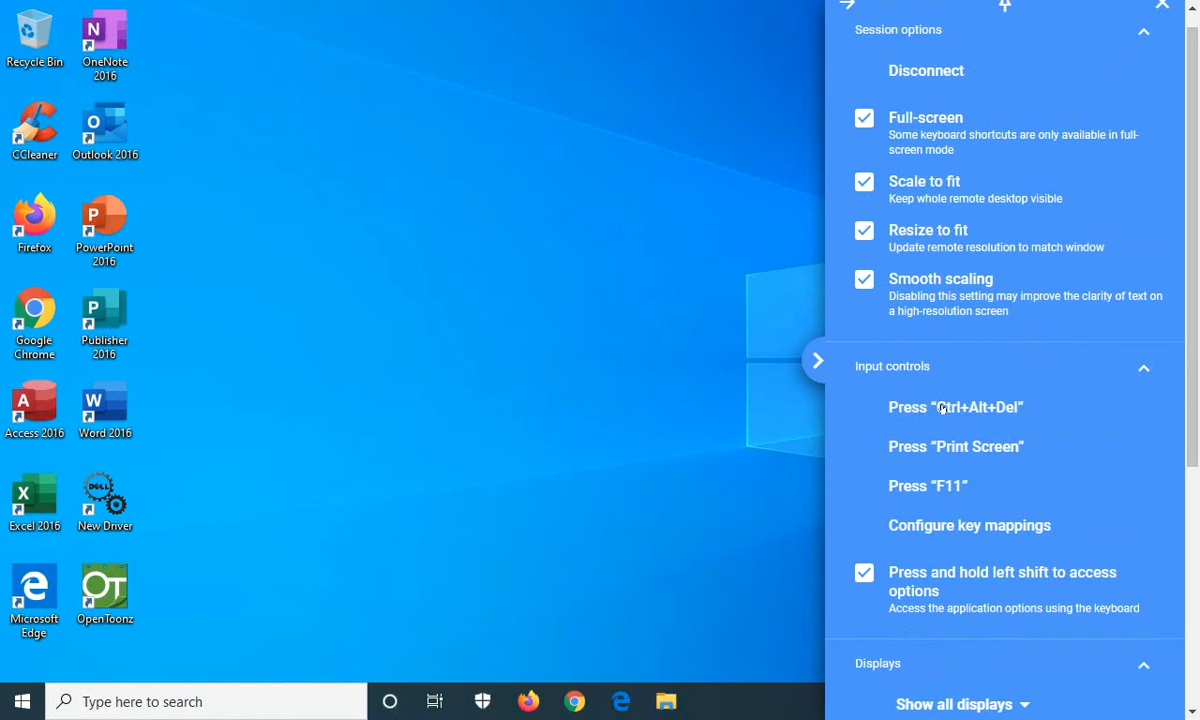 Recycle Bin
OneNote
2016
CCleaner
Outlook 2016
Firefox
PowerPoint
2016
Google
Chrome
Publisher
2016
Access 2016
Word 2016
Excel 2016
DELL
New Driver
Microsoft
Edge
OT
OpenToonz
Type here to search
Session options
Disconnect
Full-screen
Some keyboard shortcuts are only available in full-
screen mode
Scale to fit
Keep whole remote desktop visible
Resize to fit
Update remote resolution to match window
Smooth scaling
Disabling this setting may improve the clarity of text on
a high-resolution screen
Input controls
Press “Ctrl+Alt+Del”
Press “Print Screen”
Press “F11”
Configure key mappings
Press and hold left shift to access
options
Access the application options using the keyboard
Displays
Show all displays